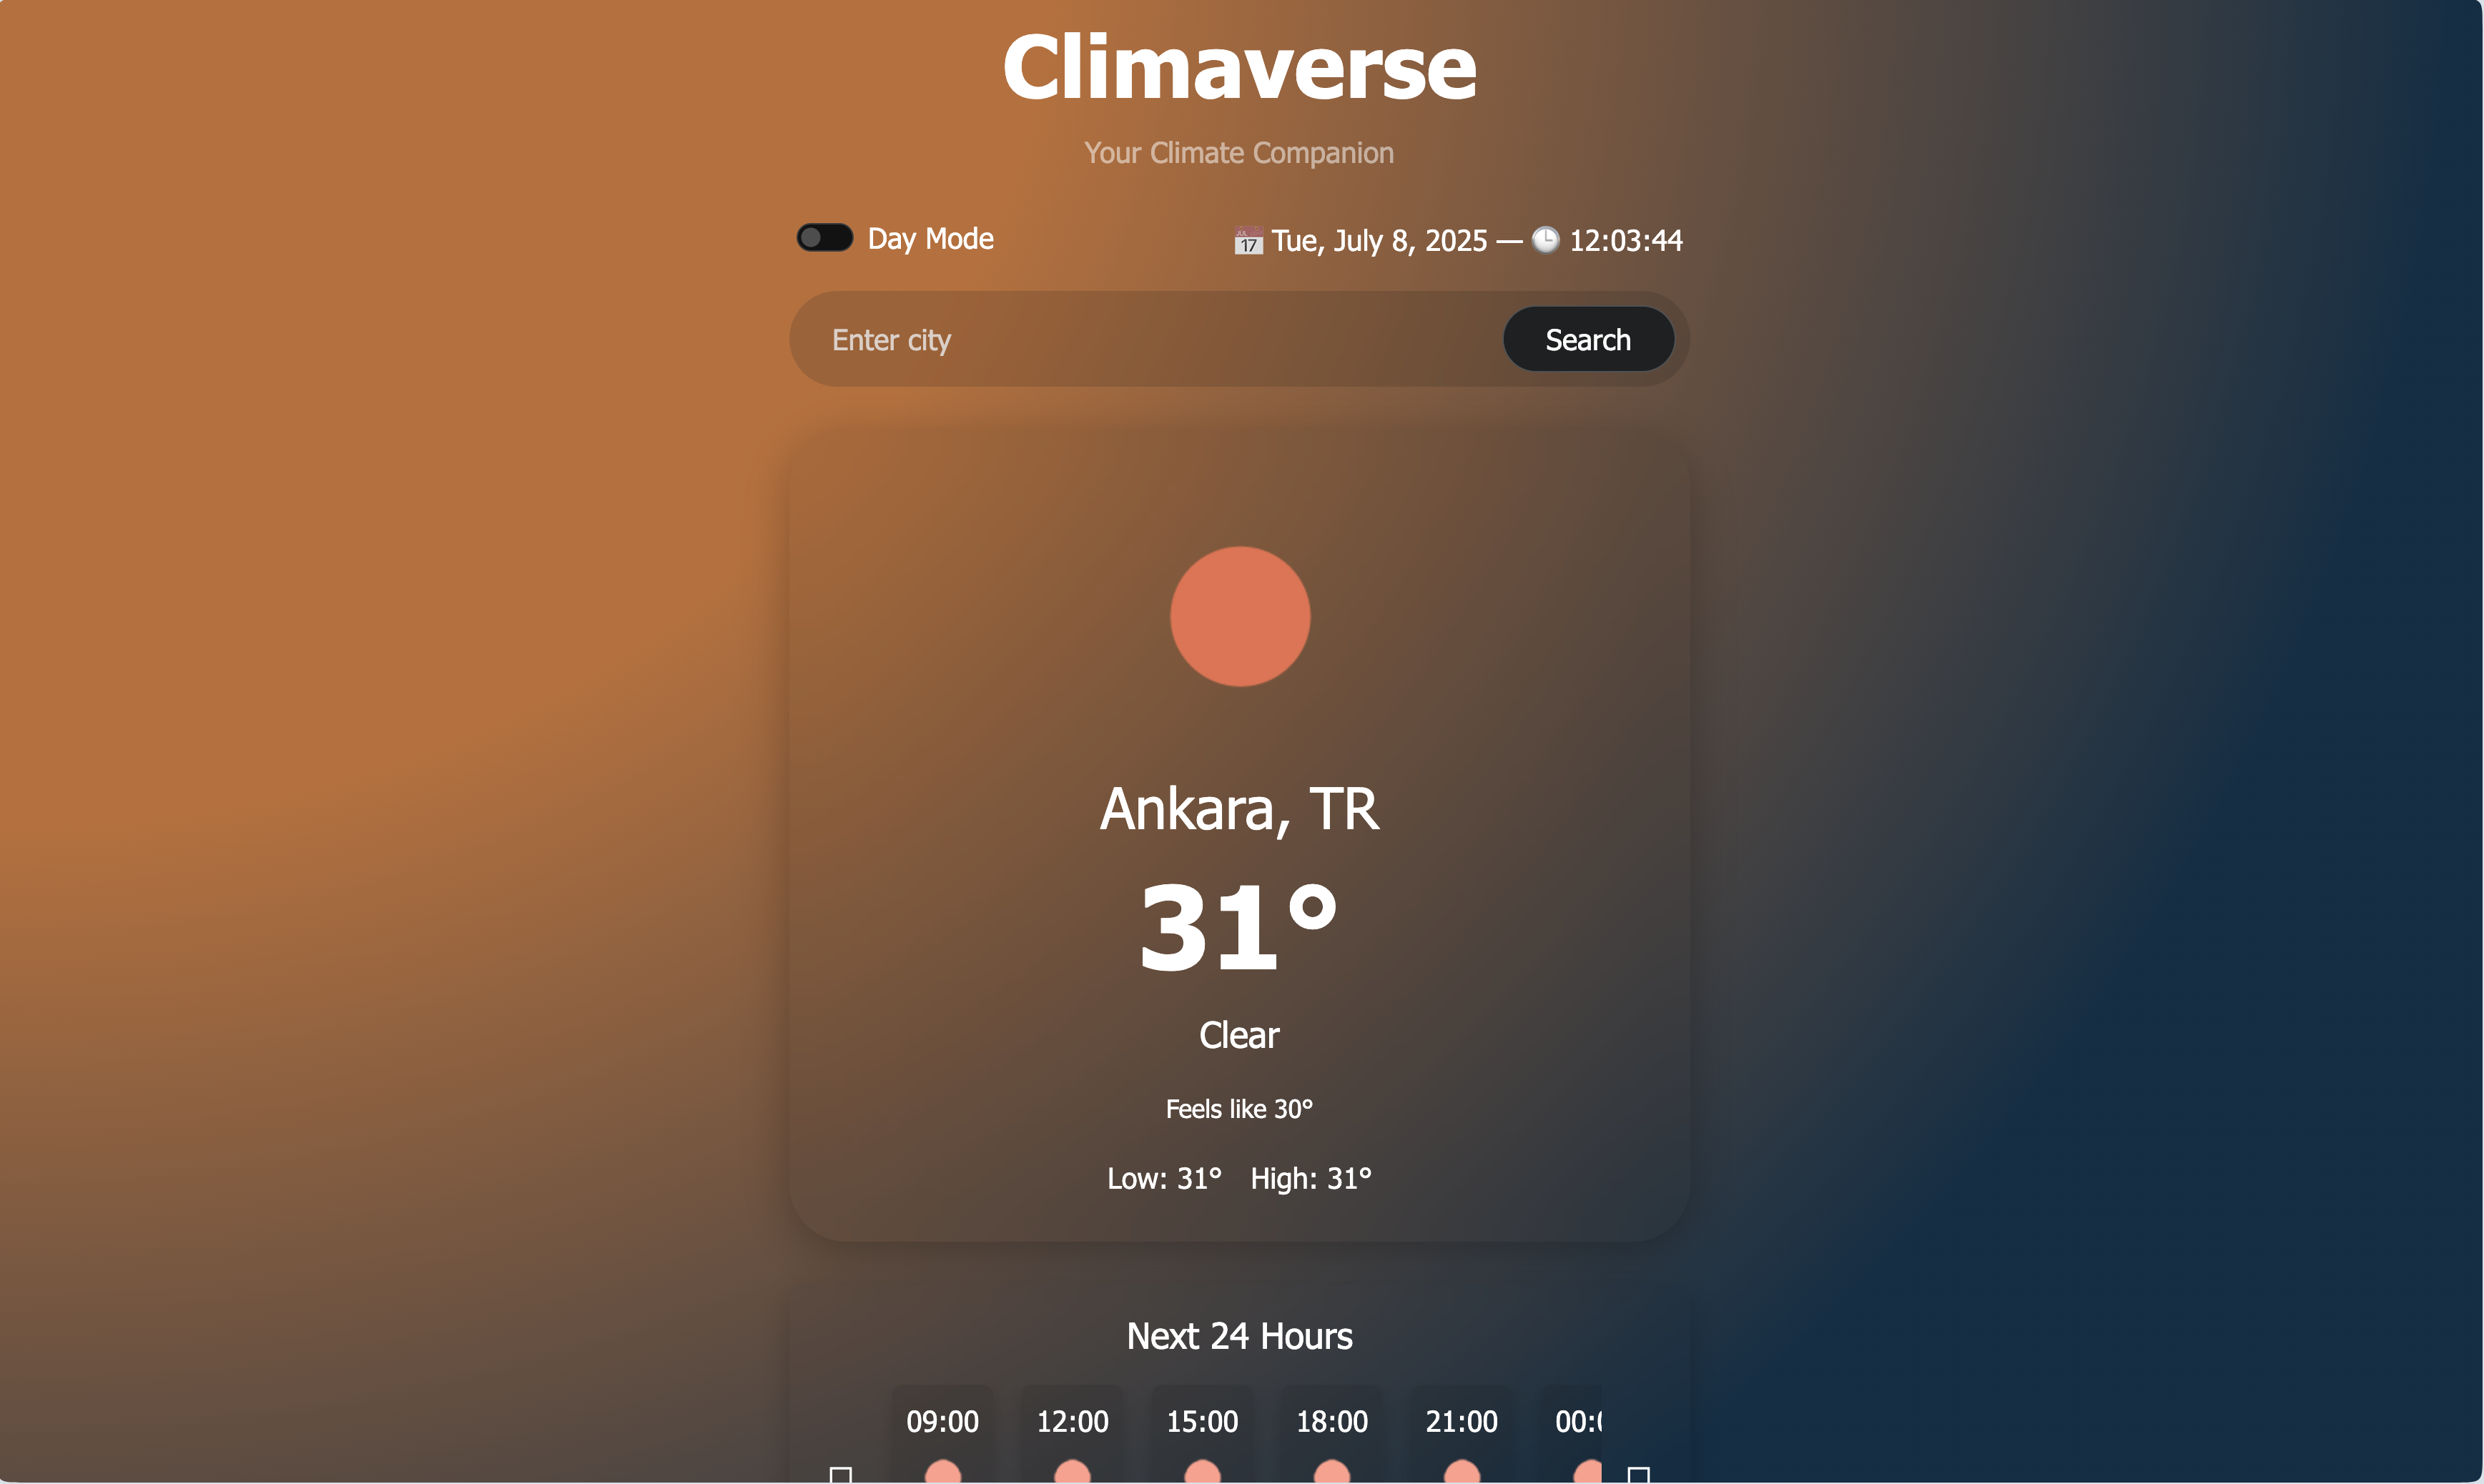 Climaverse
Your Climate Companion
Day Mode
📅 Tue, July 8, 2025 — 🕒 12:03:44
Enter city
Search
Ankara, TR
31°
Clear
Feels like 30°
Low: 31° High: 31°
Next 24 Hours
09:00 12:00 15:00 18:00 21:00